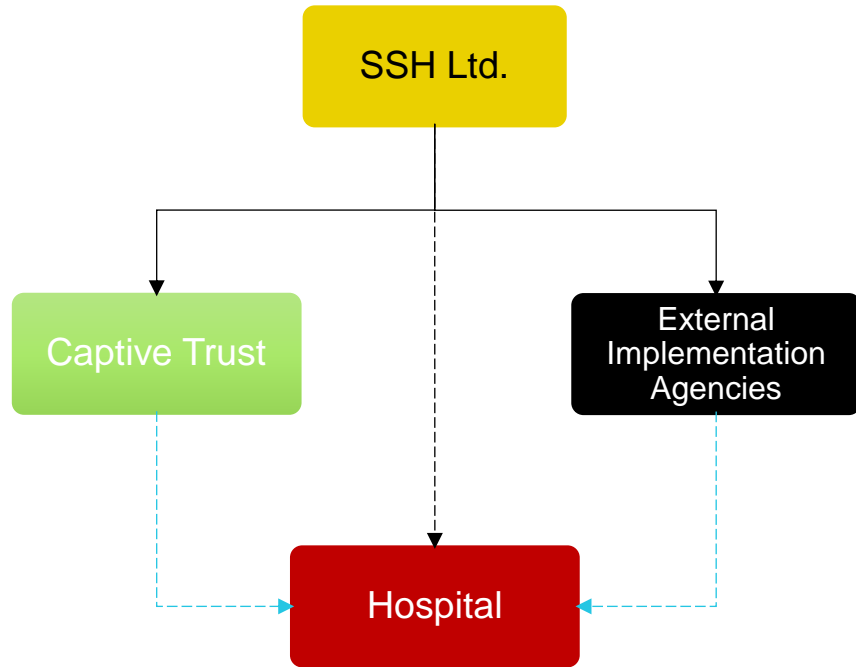 SSH Ltd.
Captive Trust
External
Implementation
Agencies
Hospital